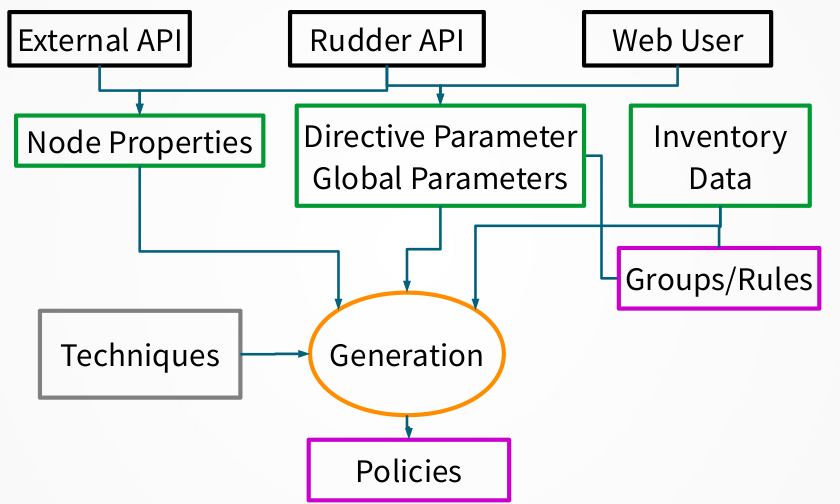 External API
Rudder API
Web User
Node Properties
Directive Parameter
Global Parameters
Inventory
Data
Groups/Rules
Techniques
Generation
Policies